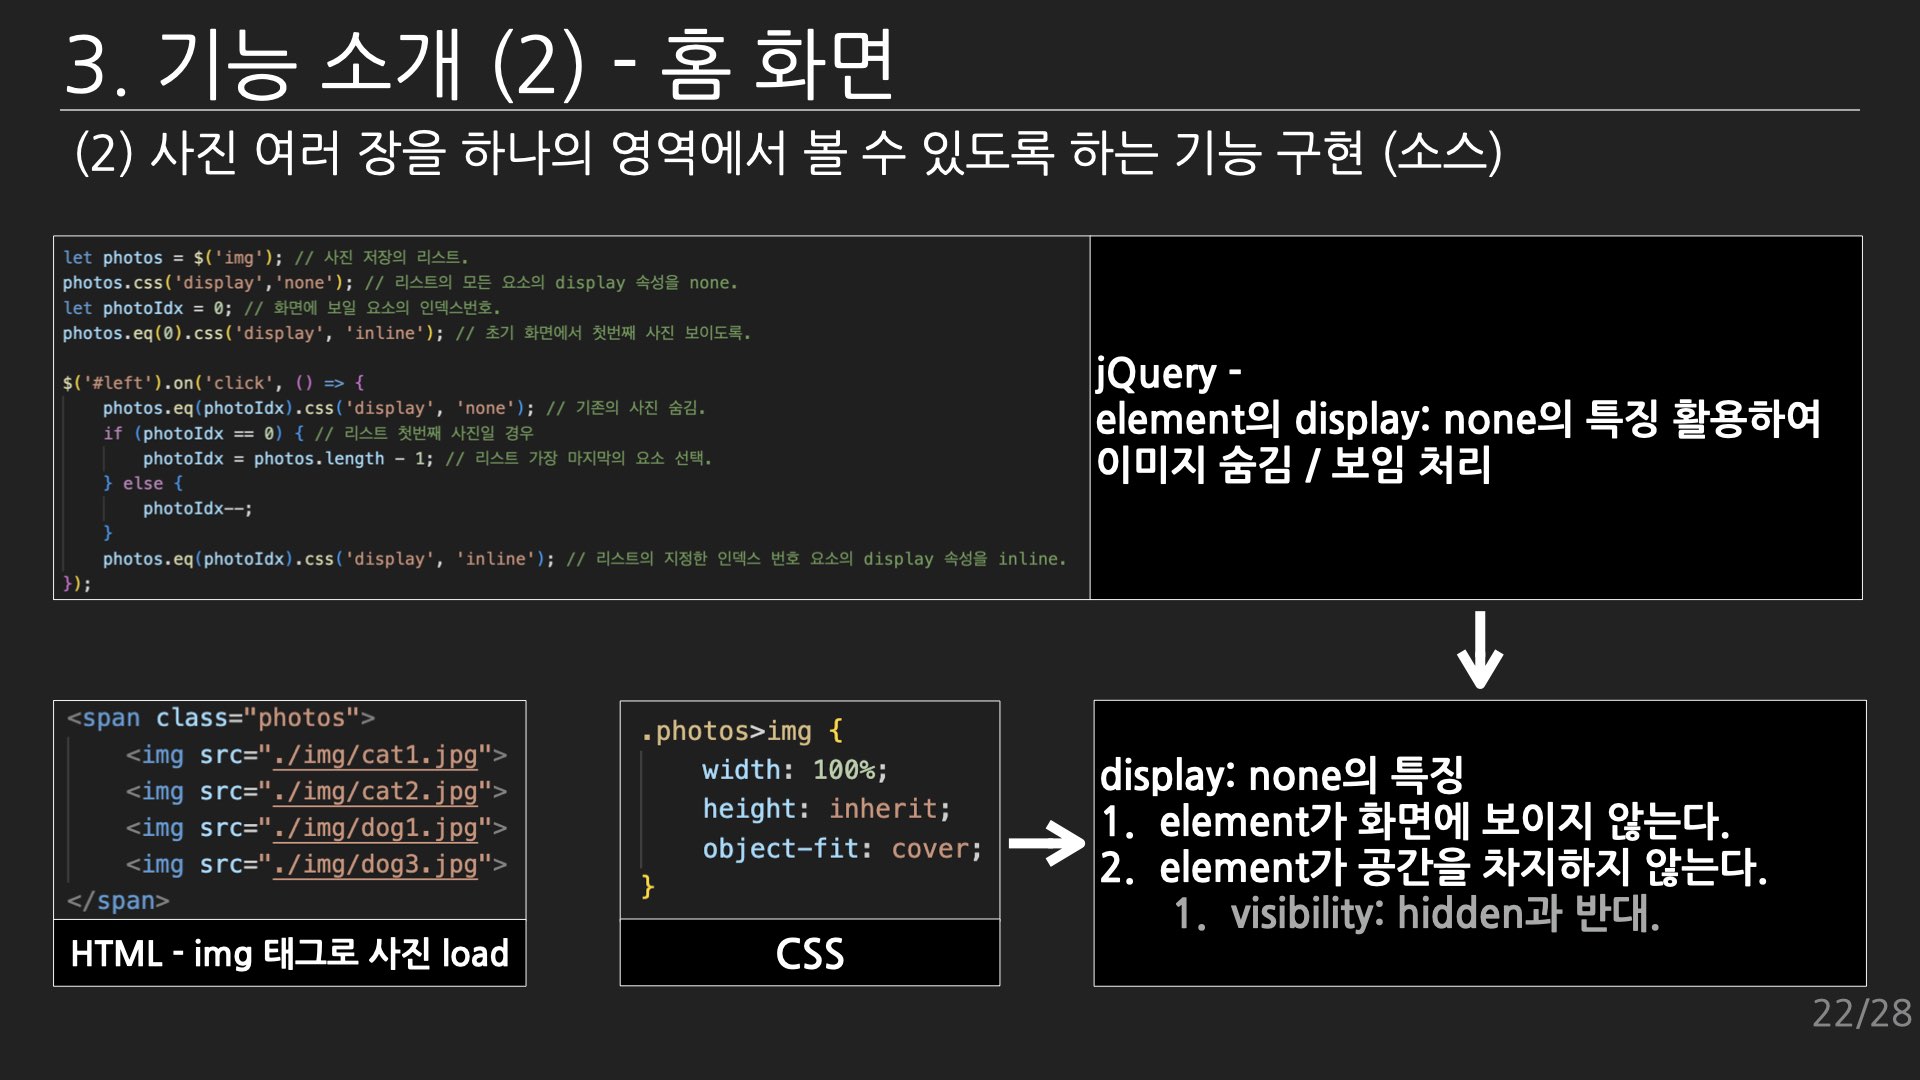 3. 기능 소개 (2) - 홈 화면
(2) 사진 여러 장을 하나의 영역에서 볼 수 있도록 하는 기능 구현 (소스)
let photos = $('img'); // 사진 저장의 리스트.
photos.css('display','none'); // 리스트의 모든 요소의 display 속성을 none.
let photoIdx = 0; // 화면에 보일 요소의 인덱스번호.
photos.eq(0).css('display', 'inline'); // 초기 화면에서 첫번째 사진 보이도록.
$('#left').on('click', () => {
photos.eq(photoIdx).css('display', 'none'); // 기존의 사진 숨김.
if (photoIdx == 0) { // 리스트 첫번째 사진일 경우
photoIdx = photos.length - 1; // 리스트 가장 마지막의 요소 선택.
} else {
photoIdx--;
}
photos.eq(photoIdx).css('display', 'inline'); // 리스트의 지정한 인덱스 번호 요소의 display 속성을 inline.
});
jQuery -
element의 display: none의 특징 활용하여
이미지 숨김 / 보임 처리
<span class="photos">
<img src="./img/cat1.jpg">
<img src="./img/cat2.jpg">
<img src="./img/dog1.jpg">
<img src="./img/dog3.jpg">
</span>
HTML - img 태그로 사진 load
.photos>img {
width: 100%;
height: inherit;
object-fit: cover;
}
CSS
display: none의 특징
1. element가 화면에 보이지 않는다.
2. element가 공간을 차지하지 않는다.
1. visibility: hidden과 반대.
22/28